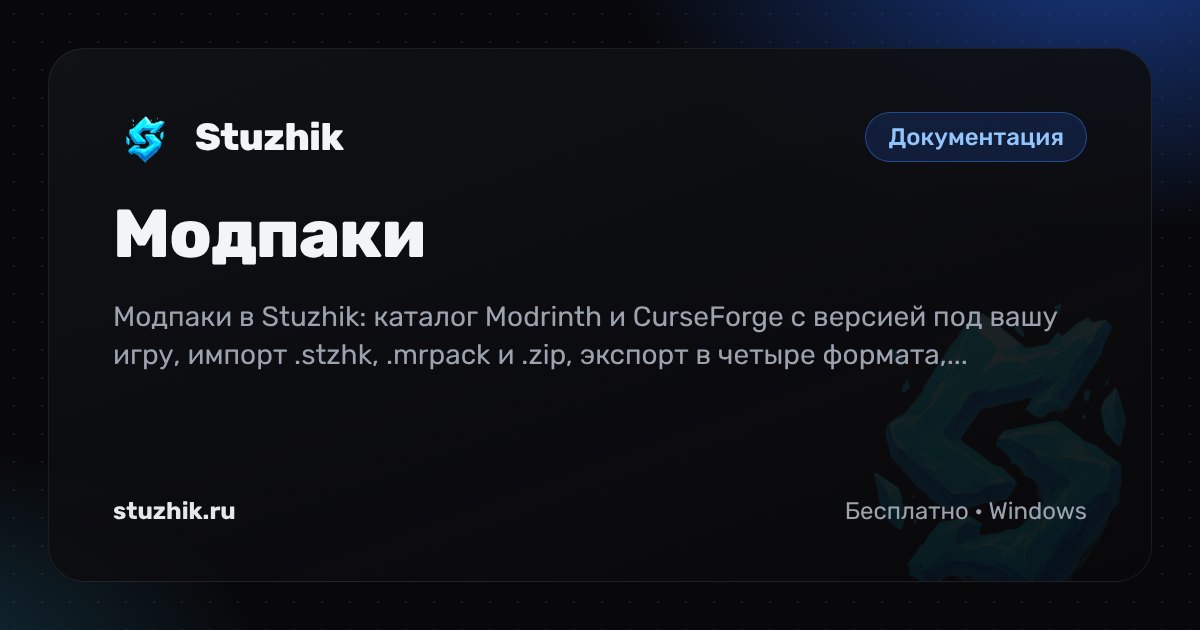 Stuzhik
Документация
Модпаки
Модпаки в Stuzhik: каталог Modrinth и CurseForge с версией под вашу
игру, импорт .stzhk, .mrpack и .zip, экспорт в четыре формата,...
stuzhik.ru
Бесплатно • Windows